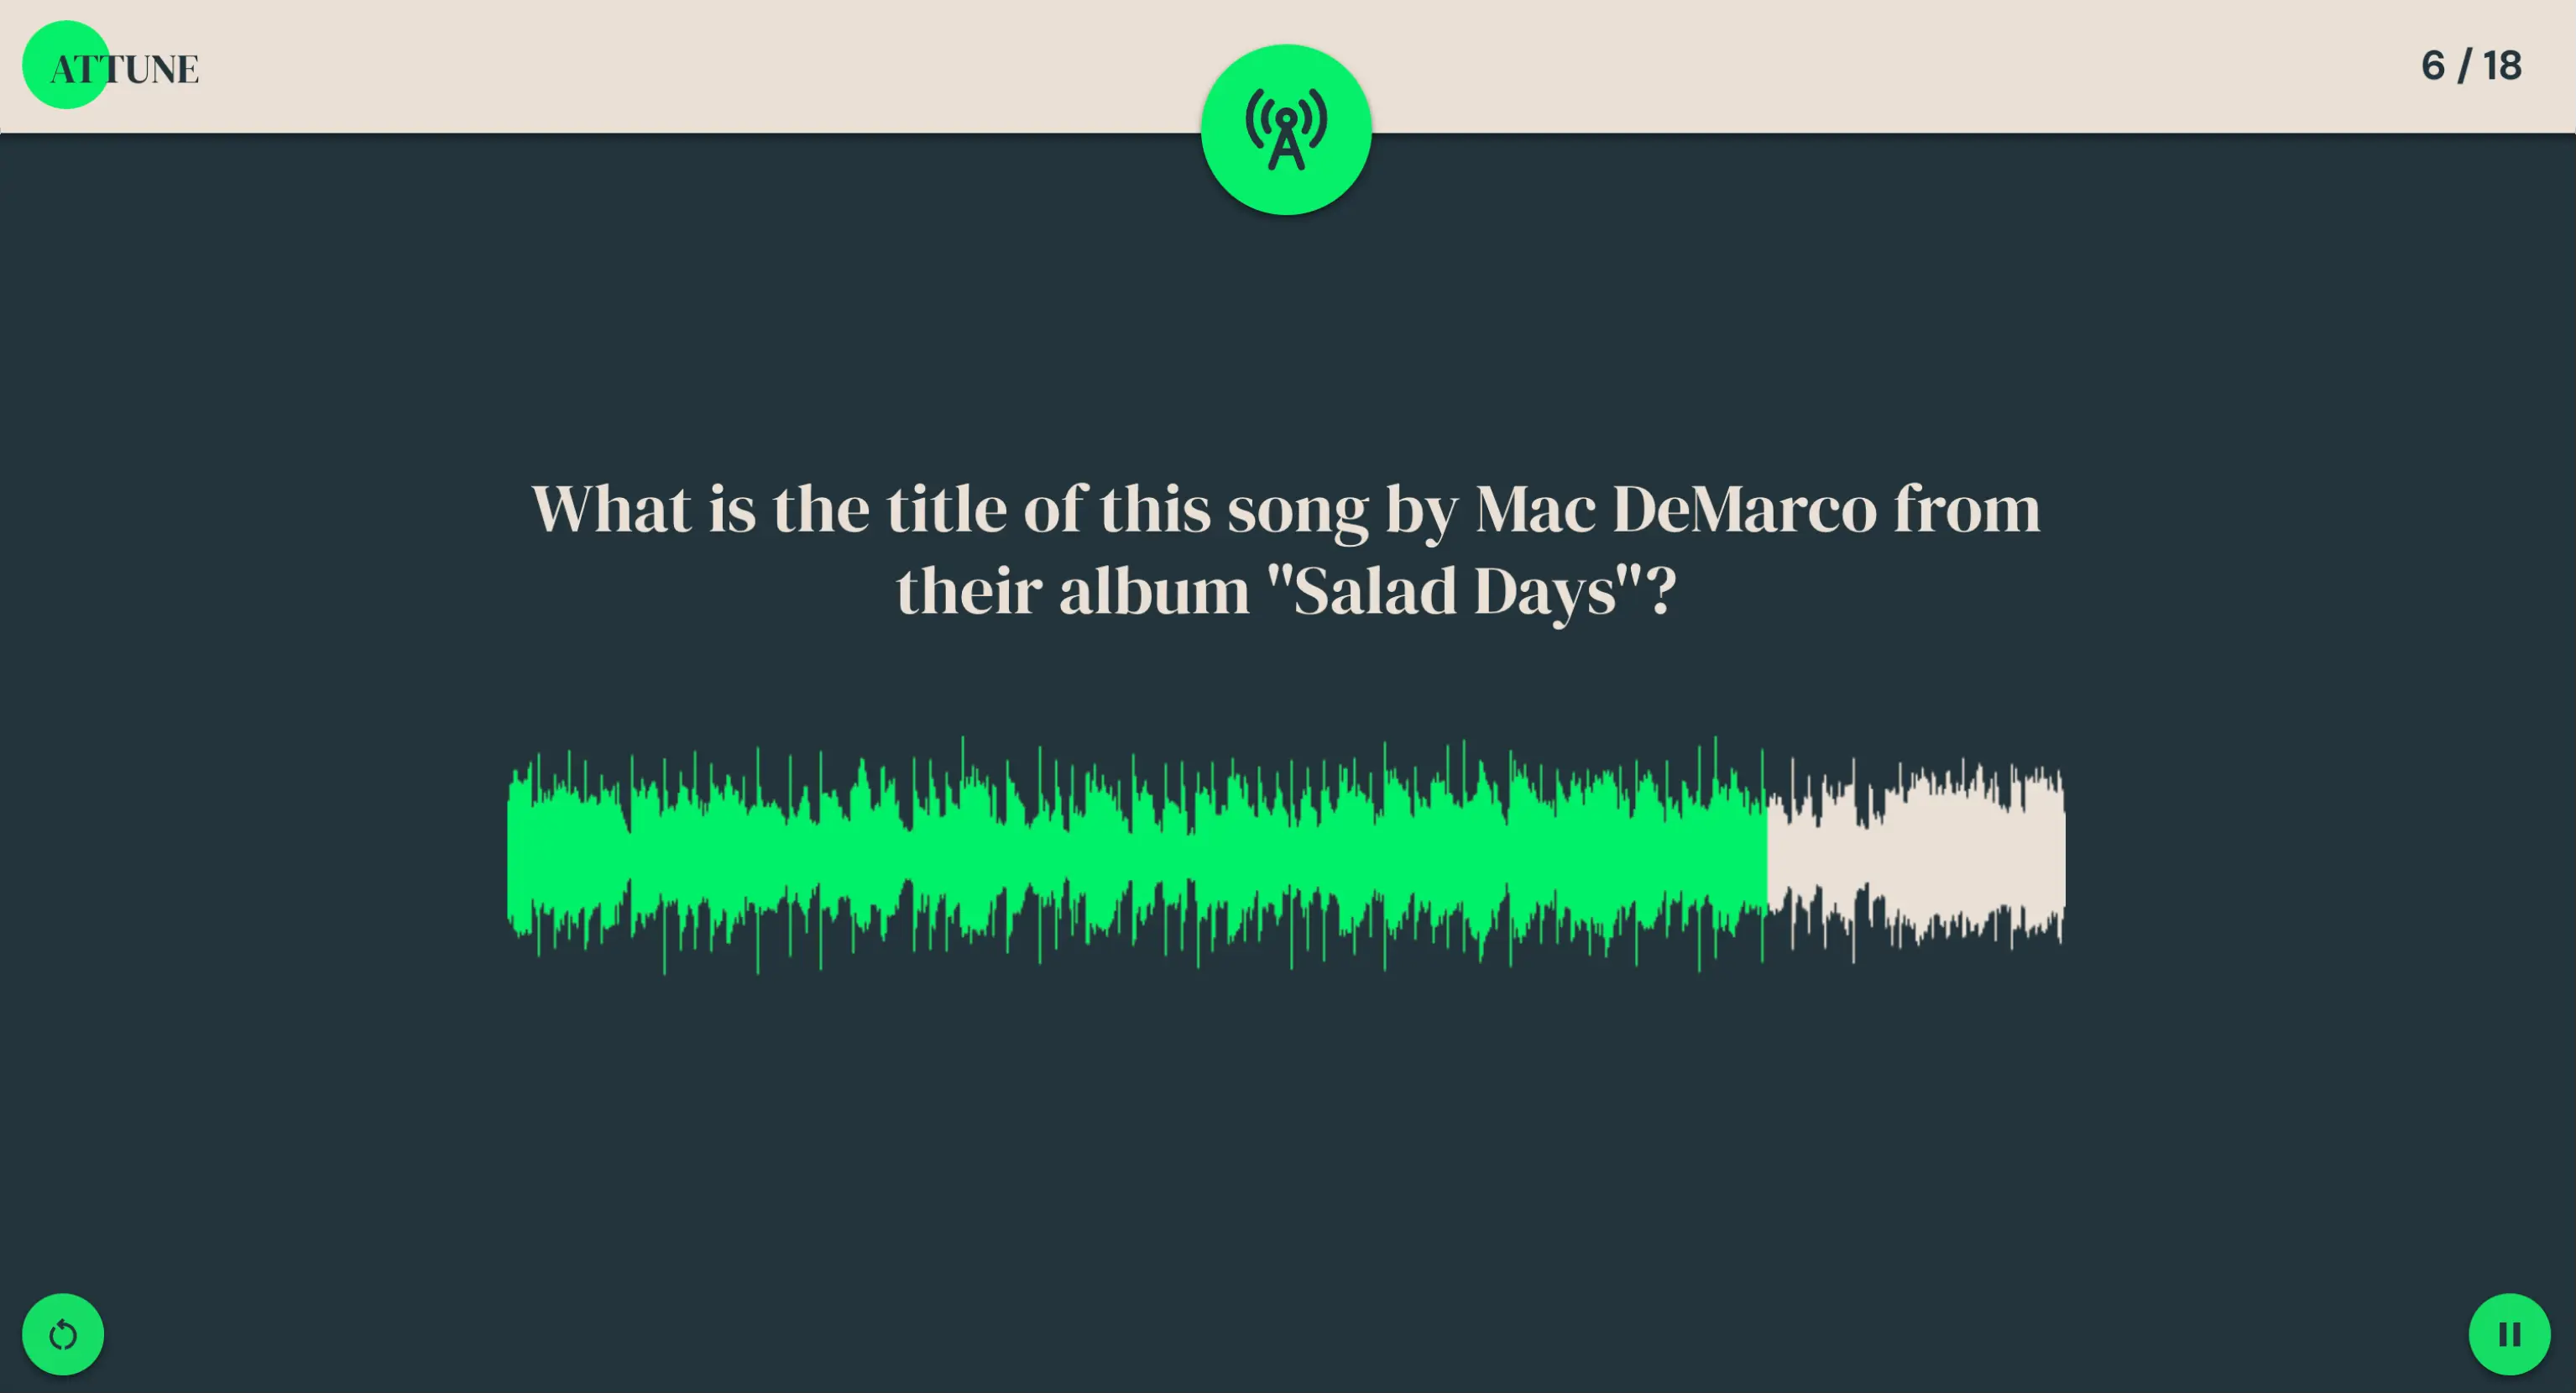 ATTUNE
6 / 18
What is the title of this song by Mac DeMarco from
their album "Salad Days"?